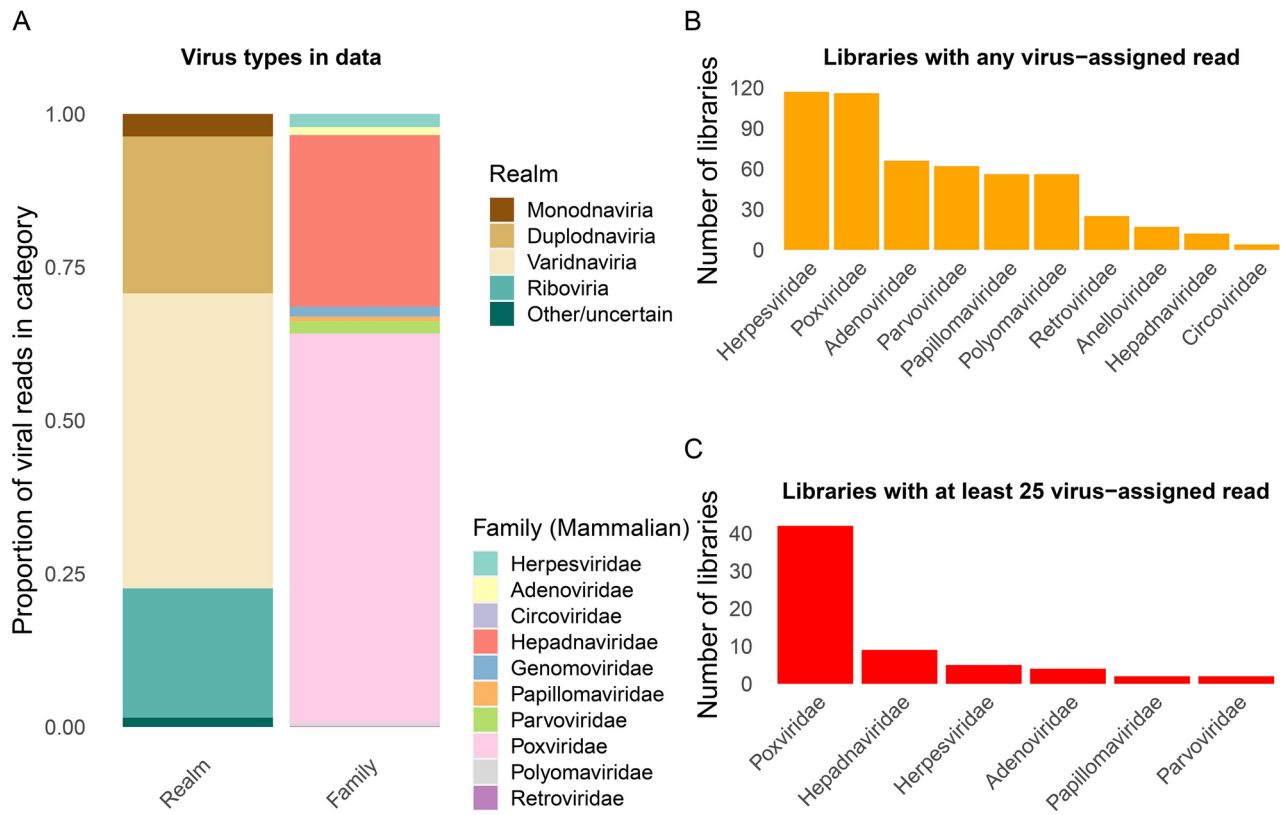 A
Virus types in data
Proportion of viral reads in category
1.00
0.75
0.50
0.25
0.00
Realm
Family
Realm
Monodnaviria
Duplodnaviria
Varidnaviria
Riboviria
Other/uncertain
Family (Mammalian)
Herpesviridae
Adenoviridae
Circoviridae
Hepadnaviridae
Genomoviridae
Papillomaviridae
Parvoviridae
Poxviridae
Polyomaviridae
Retroviridae
B
Libraries with any virus−assigned read
Number of libraries
120
90
60
30
0
Herpesviridae
Poxviridae
Adenoviridae
Parvoviridae
Papillomaviridae
Polyomaviridae
Retroviridae
Anelloviridae
Hepadnaviridae
Circoviridae
C
Libraries with at least 25 virus−assigned read
Number of libraries
40
30
20
10
0
Poxviridae
Hepadnaviridae
Herpesviridae
Adenoviridae
Papillomaviridae
Parvoviridae